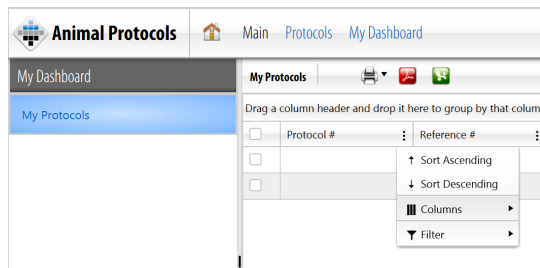 Animal Protocols Main Protocols My Dashboard
My Dashboard
My Protocols
My Protocols
Drag a column header and drop it here to group by that colum
Protocol # Reference #
Sort Ascending
Sort Descending
Columns
Filter